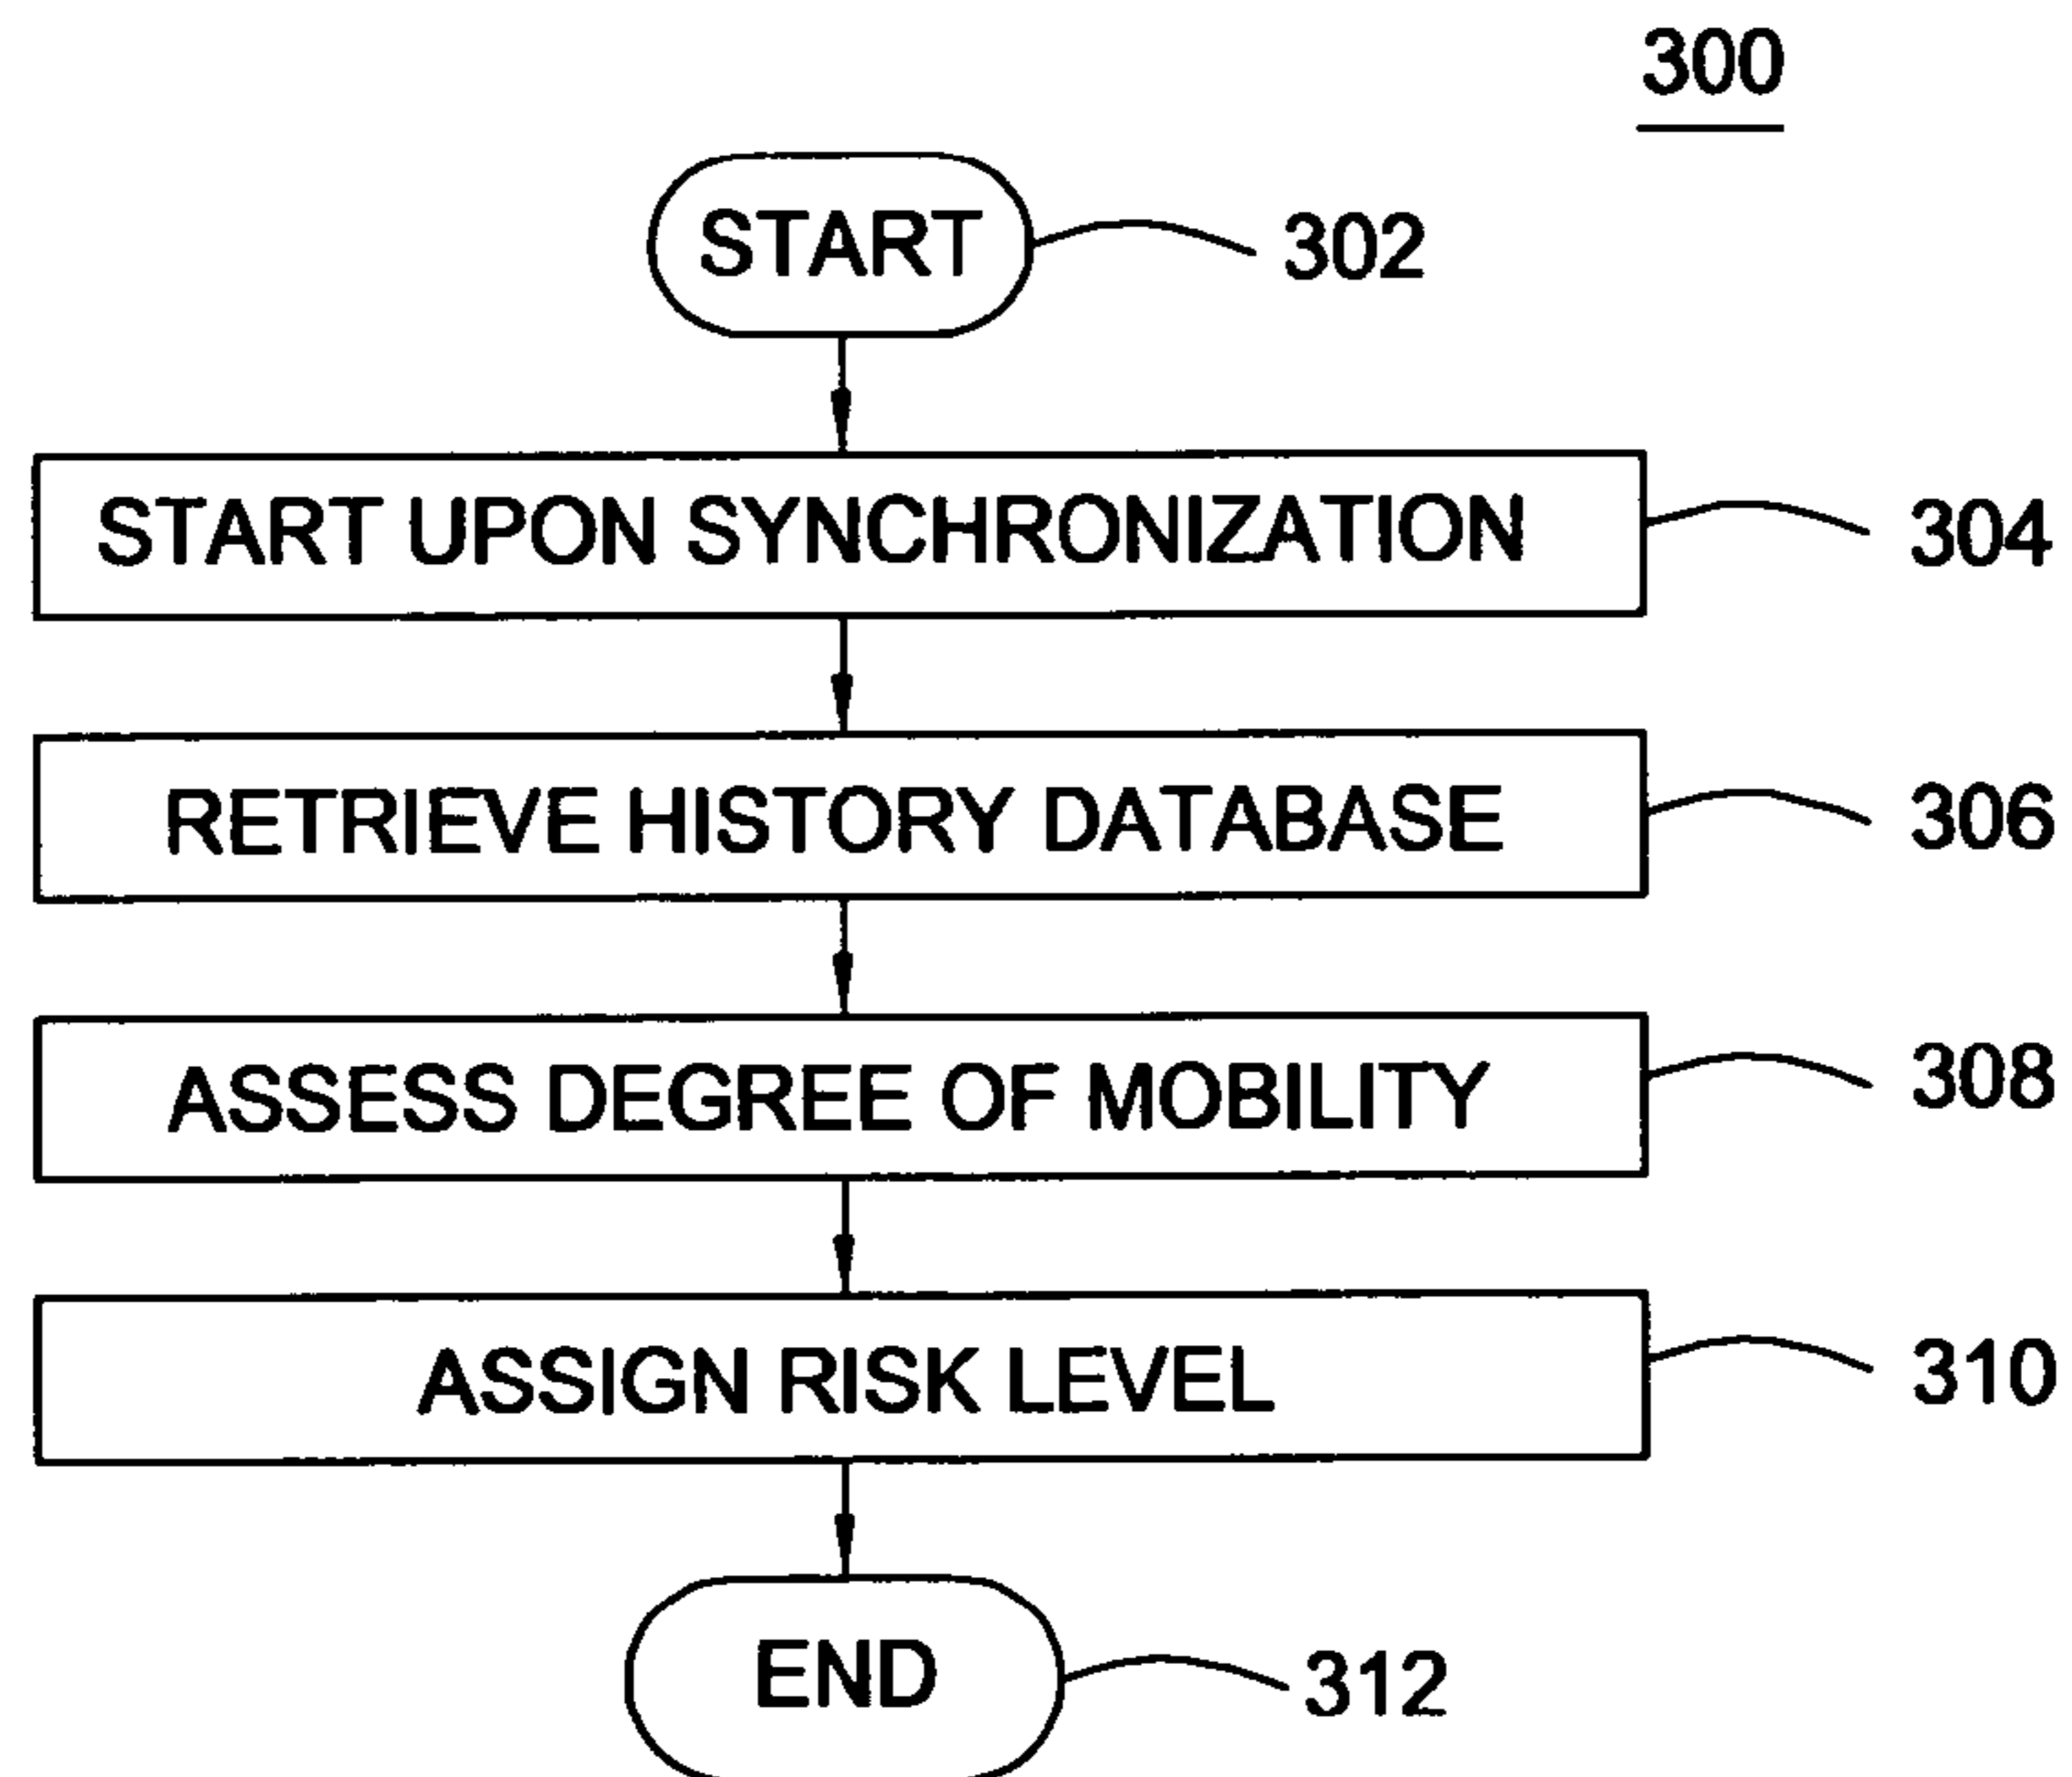 300
START
302
START UPON SYNCHRONIZATION
304
RETRIEVE HISTORY DATABASE
306
ASSESS DEGREE OF MOBILITY
308
ASSIGN RISK LEVEL
310
END
312